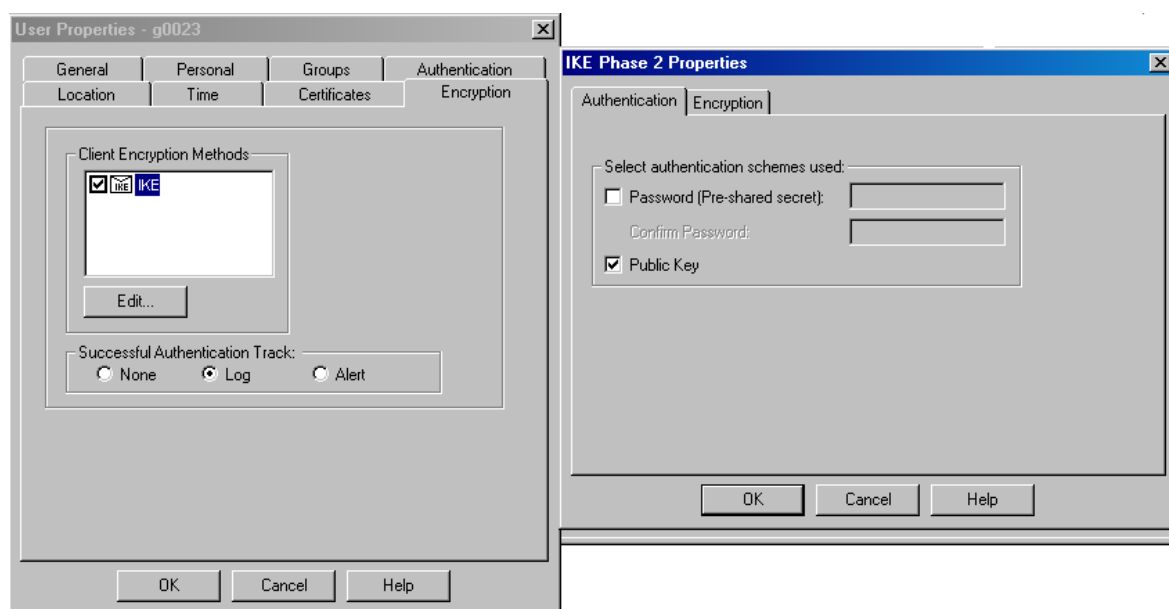 User Properties - g0023
General Personal Groups Authentication
Location Time Certificates Encryption
Client Encryption Methods
IKE IKE
Edit...
Successful Authentication Track:
None Log Alert
OK Cancel Help
IKE Phase 2 Properties
Authentication Encryption
Select authentication schemes used:
Password (Pre-shared secret):
Confirm Password:
Public Key
OK Cancel Help